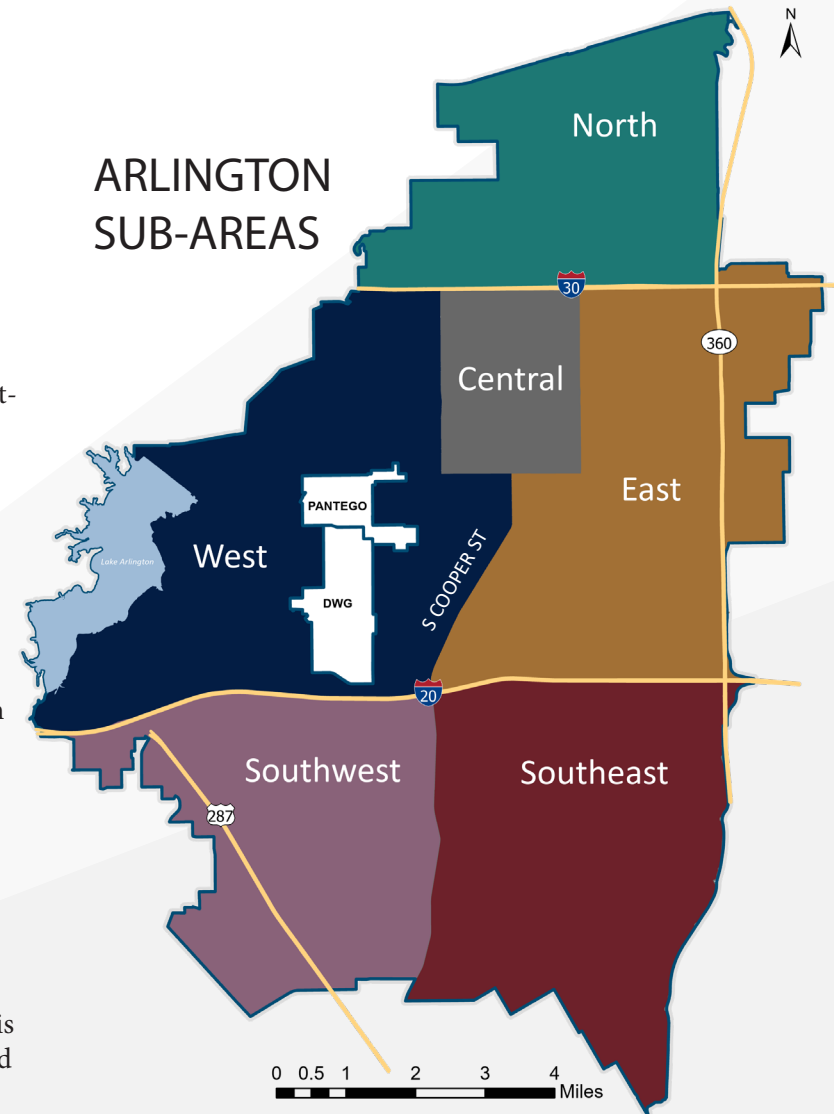 N
North
ARLINGTON
SUB-AREAS
30
360
Central
t-
East
PANTEGO
West
Lake Arlington
S COOPER ST
DWG
20
n
Southwest
Southeast
287
is
d
0 0.5 1 2 3 4
Miles